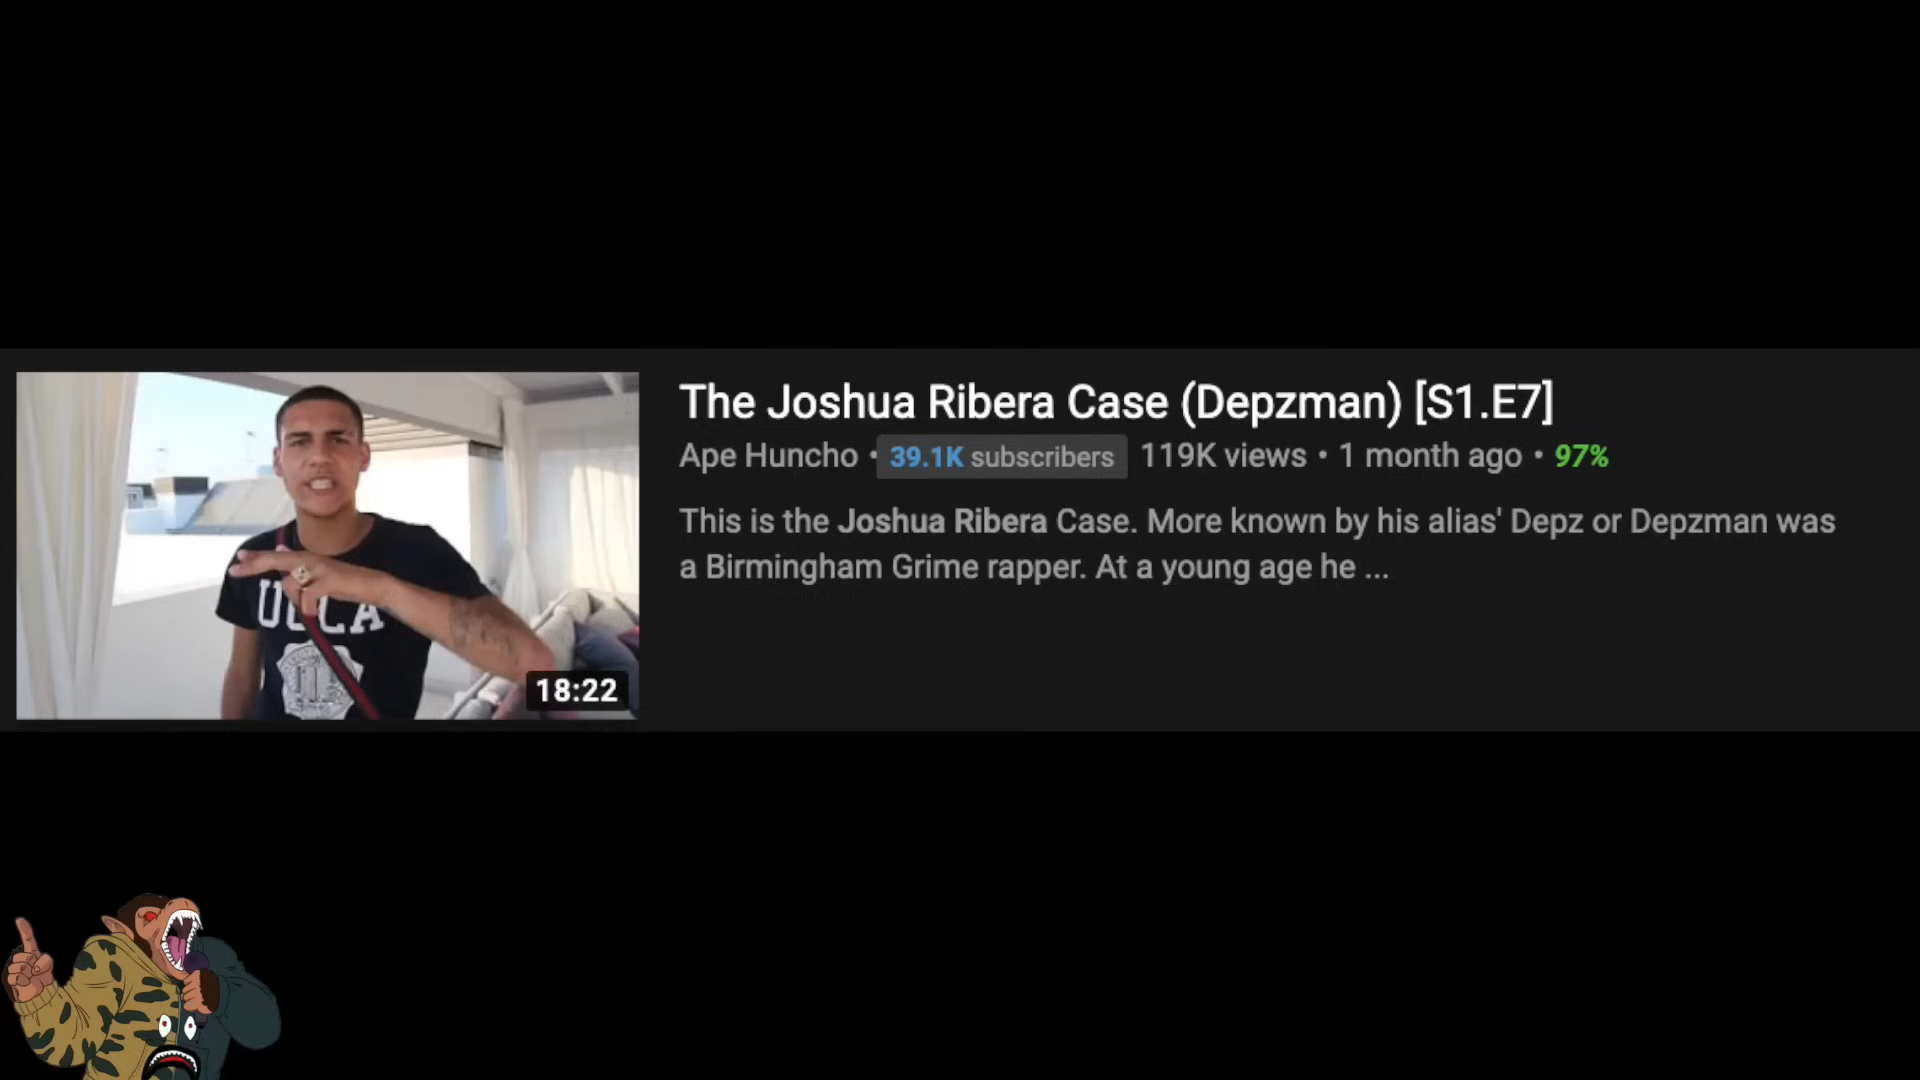 The Joshua Ribera Case (Depzman) [S1.E7]
Ape Huncho • 39.1K subscribers 119K views • 1 month ago • 97%
This is the Joshua Ribera Case. More known by his alias' Depz or Depzman was
a Birmingham Grime rapper. At a young age he ...
UCLA
18:22